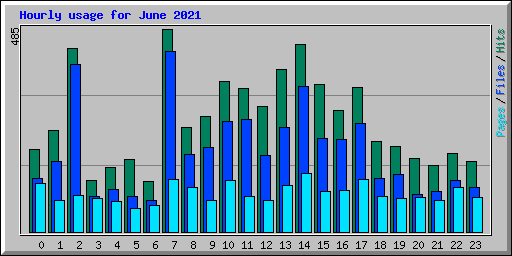 Hourly usage for June 2021
485
Pages / Files / Hits
0 1 2 3 4 5 6 7 8 9 10 11 12 13 14 15 16 17 18 19 20 21 22 23